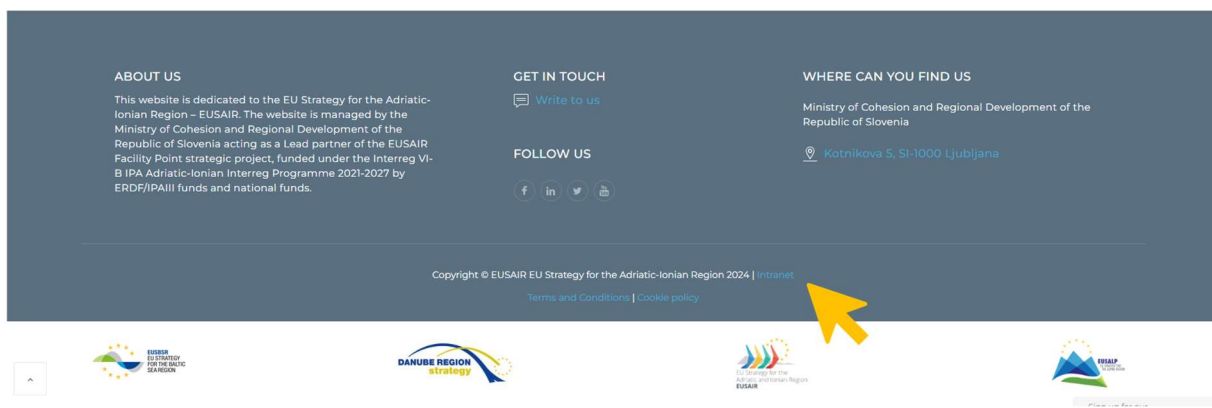 ABOUT US
This website is dedicated to the EU Strategy for the Adriatic-
Ionian Region – EUSAIR. The website is managed by the
Ministry of Cohesion and Regional Development of the
Republic of Slovenia acting as a Lead partner of the EUSAIR
Facility Point strategic project, funded under the Interreg VI-
B IPA Adriatic-Ionian Interreg Programme 2021-2027 by
ERDF/IPAIII funds and national funds.
GET IN TOUCH
Write to us
FOLLOW US
WHERE CAN YOU FIND US
Ministry of Cohesion and Regional Development of the
Republic of Slovenia
Kotnikova 5, SI-1000 Ljubljana
Copyright © EUSAIR EU Strategy for the Adriatic-Ionian Region 2024 | Intranet
Terms and Conditions | Cookie policy
EUSBSR
EU STRATEGY
FOR THE BALTIC
SEA REGION
DANUBE REGION
strategy
EU Strategy for the
Adriatic and Ionian Region
EUSAIR
EUSALP